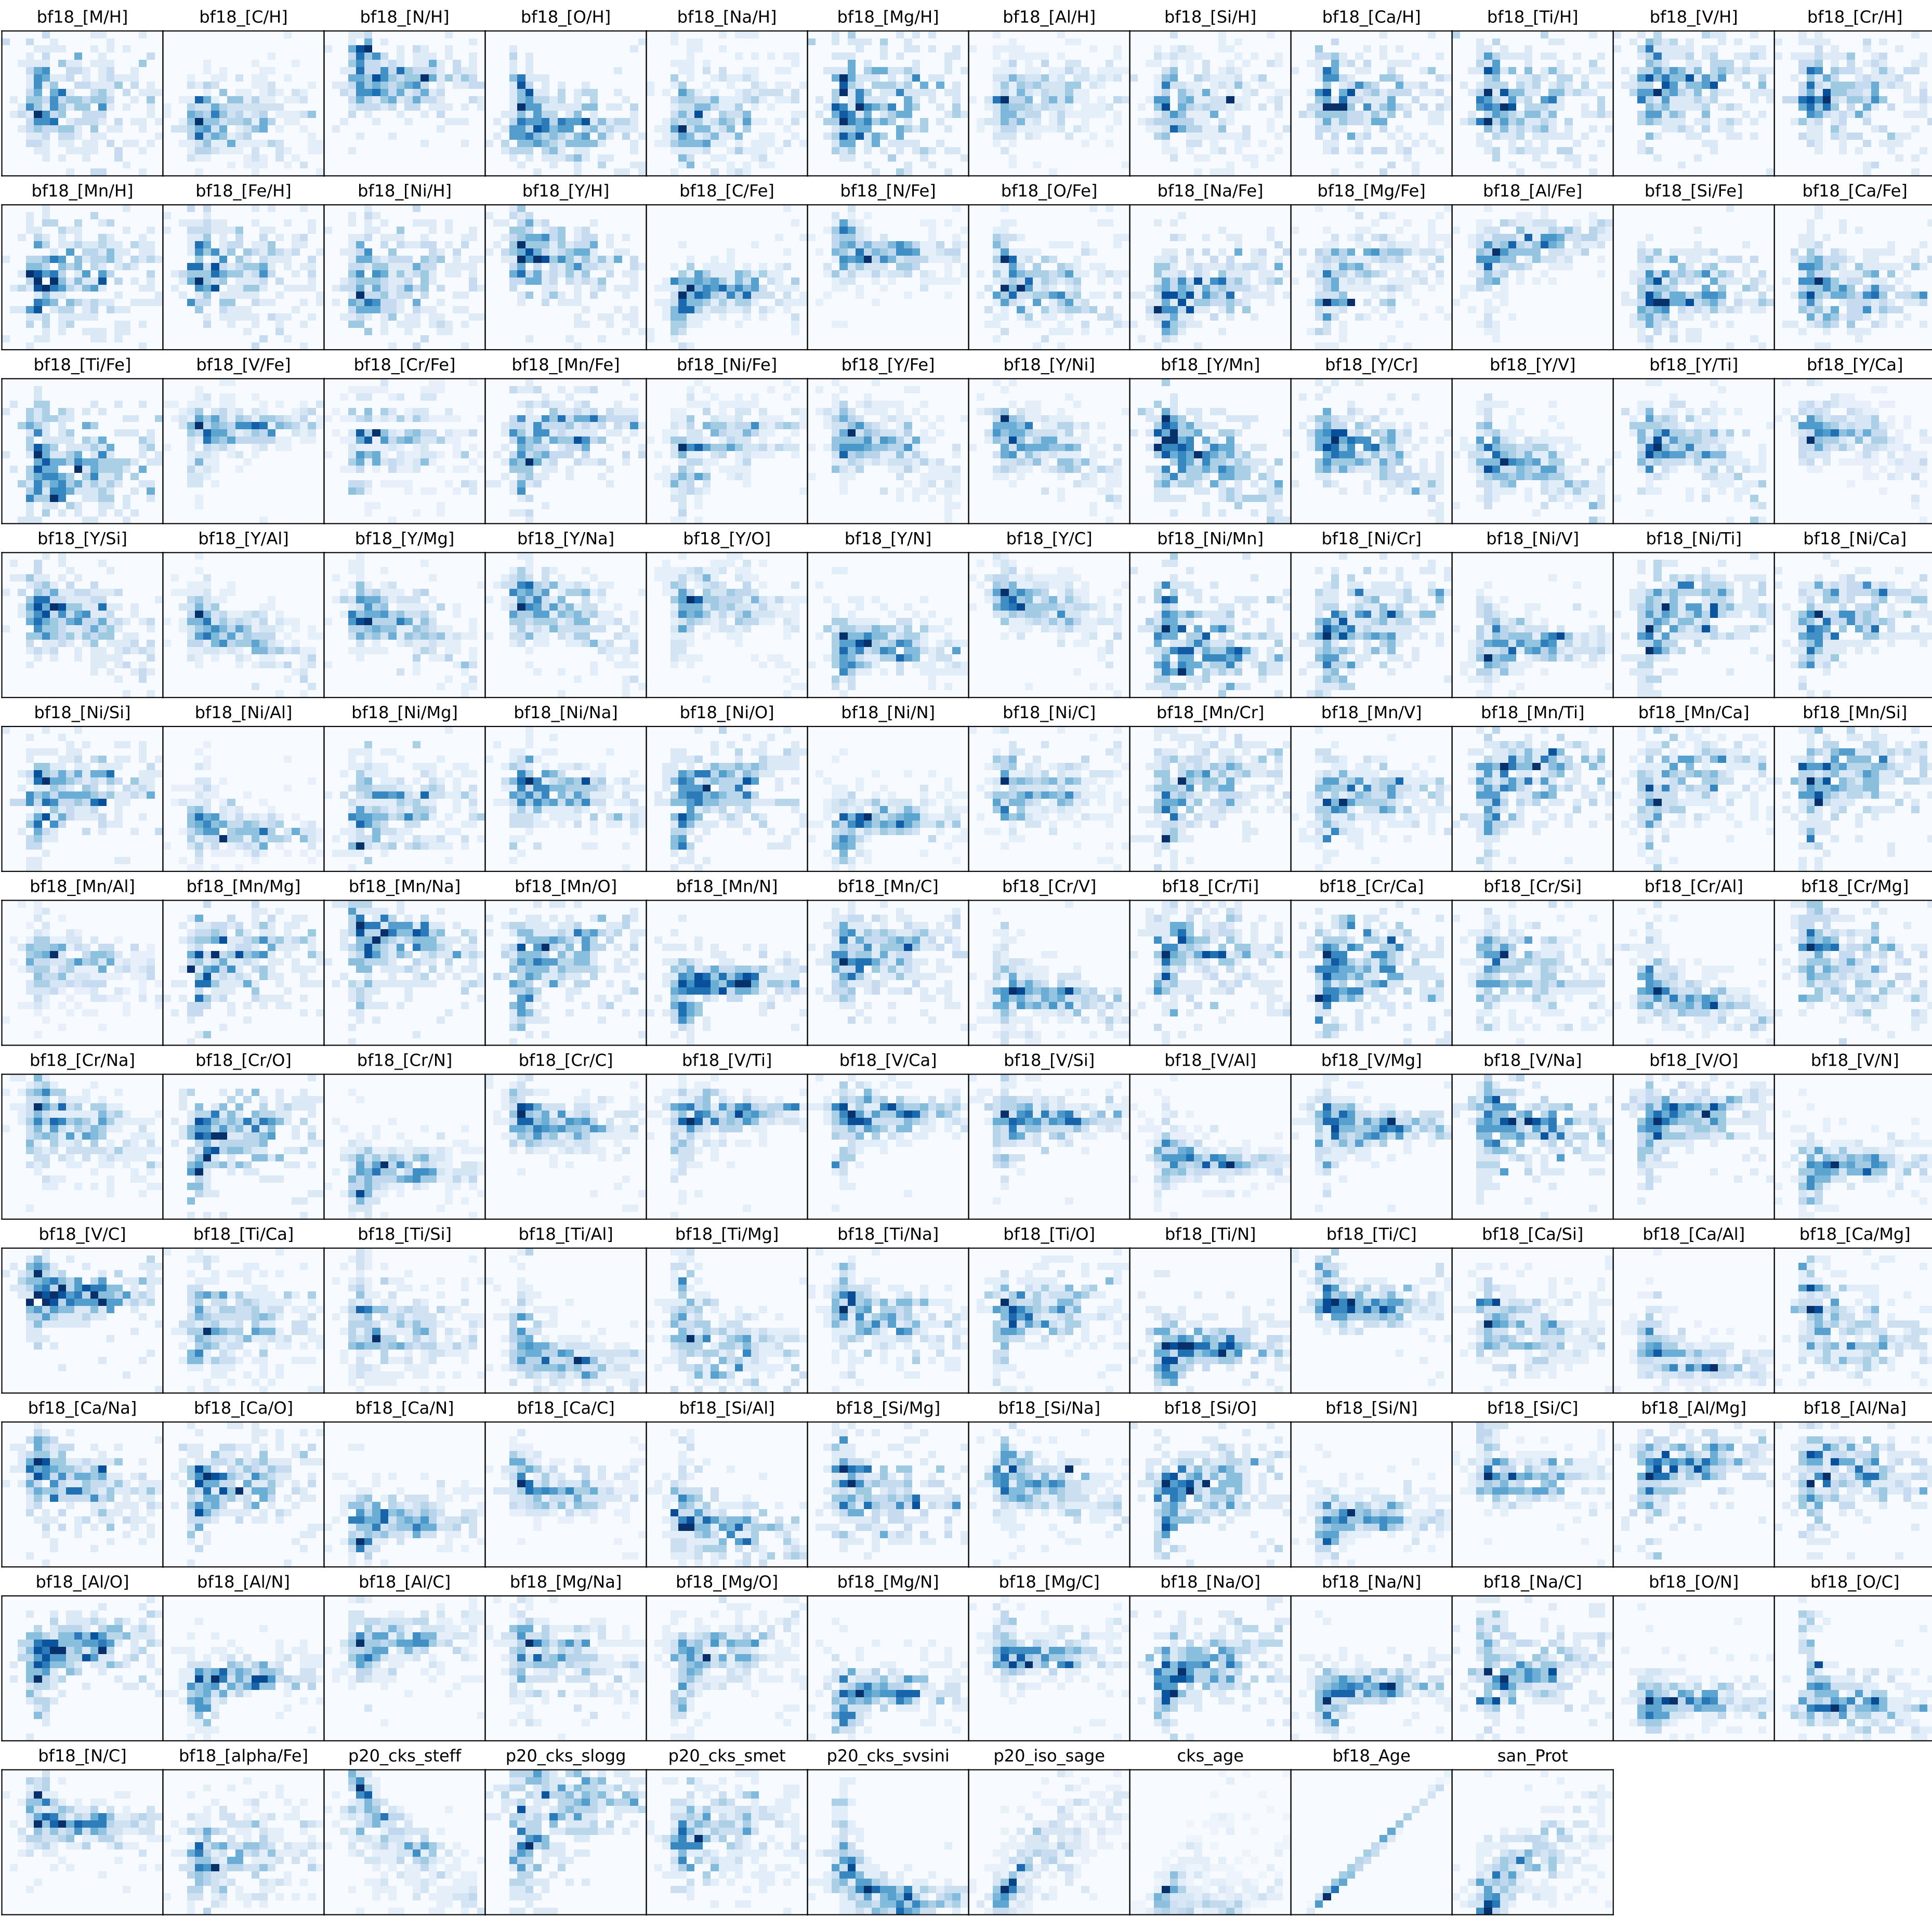 bf18_[M/H] bf18_[C/H] bf18_[N/H] bf18_[O/H] bf18_[Na/H] bf18_[Mg/H] bf18_[Al/H] bf18_[Si/H] bf18_[Ca/H] bf18_[Ti/H] bf18_[V/H] bf18_[Cr/H]
bf18_[Mn/H] bf18_[Fe/H] bf18_[Ni/H] bf18_[Y/H] bf18_[C/Fe] bf18_[N/Fe] bf18_[O/Fe] bf18_[Na/Fe] bf18_[Mg/Fe] bf18_[Al/Fe] bf18_[Si/Fe] bf18_[Ca/Fe]
bf18_[Ti/Fe] bf18_[V/Fe] bf18_[Cr/Fe] bf18_[Mn/Fe] bf18_[Ni/Fe] bf18_[Y/Fe] bf18_[Y/Ni] bf18_[Y/Mn] bf18_[Y/Cr] bf18_[Y/V] bf18_[Y/Ti] bf18_[Y/Ca]
bf18_[Y/Si] bf18_[Y/Al] bf18_[Y/Mg] bf18_[Y/Na] bf18_[Y/O] bf18_[Y/N] bf18_[Y/C] bf18_[Ni/Mn] bf18_[Ni/Cr] bf18_[Ni/V] bf18_[Ni/Ti] bf18_[Ni/Ca]
bf18_[Ni/Si] bf18_[Ni/Al] bf18_[Ni/Mg] bf18_[Ni/Na] bf18_[Ni/O] bf18_[Ni/N] bf18_[Ni/C] bf18_[Mn/Cr] bf18_[Mn/V] bf18_[Mn/Ti] bf18_[Mn/Ca] bf18_[Mn/Si]
bf18_[Mn/Al] bf18_[Mn/Mg] bf18_[Mn/Na] bf18_[Mn/O] bf18_[Mn/N] bf18_[Mn/C] bf18_[Cr/V] bf18_[Cr/Ti] bf18_[Cr/Ca] bf18_[Cr/Si] bf18_[Cr/Al] bf18_[Cr/Mg]
bf18_[Cr/Na] bf18_[Cr/O] bf18_[Cr/N] bf18_[Cr/C] bf18_[V/Ti] bf18_[V/Ca] bf18_[V/Si] bf18_[V/Al] bf18_[V/Mg] bf18_[V/Na] bf18_[V/O] bf18_[V/N]
bf18_[V/C] bf18_[Ti/Ca] bf18_[Ti/Si] bf18_[Ti/Al] bf18_[Ti/Mg] bf18_[Ti/Na] bf18_[Ti/O] bf18_[Ti/N] bf18_[Ti/C] bf18_[Ca/Si] bf18_[Ca/Al] bf18_[Ca/Mg]
bf18_[Ca/Na] bf18_[Ca/O] bf18_[Ca/N] bf18_[Ca/C] bf18_[Si/Al] bf18_[Si/Mg] bf18_[Si/Na] bf18_[Si/O] bf18_[Si/N] bf18_[Si/C] bf18_[Al/Mg] bf18_[Al/Na]
bf18_[Al/O] bf18_[Al/N] bf18_[Al/C] bf18_[Mg/Na] bf18_[Mg/O] bf18_[Mg/N] bf18_[Mg/C] bf18_[Na/O] bf18_[Na/N] bf18_[Na/C] bf18_[O/N] bf18_[O/C]
bf18_[N/C] bf18_[alpha/Fe] p20_cks_steff p20_cks_slogg p20_cks_smet p20_cks_svsini p20_iso_sage cks_age bf18_Age san_Prot